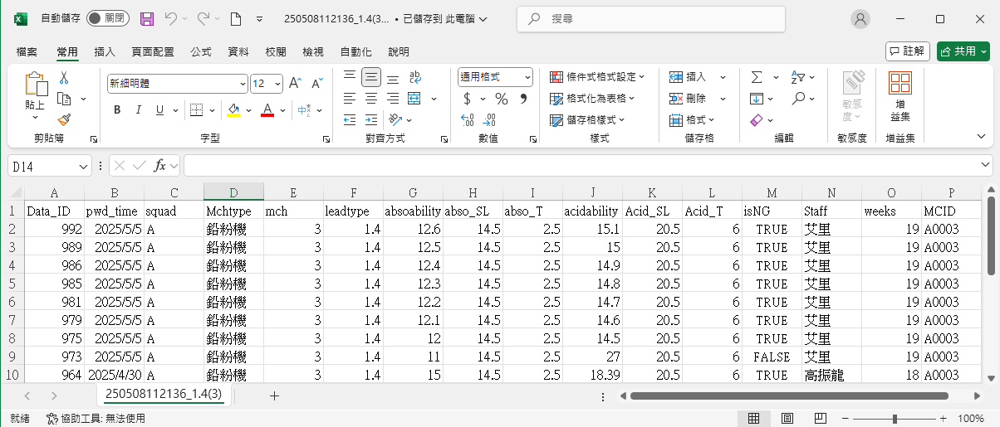 自動儲存 關閉 250508112136_1.4(3... • 已儲存到 此電腦 搜尋
檔案 常用 插入 頁面配置 公式 資料 校閱 檢視 自動化 說明 註解 共用
貼上 新細明體 12 通用格式 條件式格式設定 插入 敏感度 增益集
B I U A $ % 格式化為表格 刪除
儲存格樣式 格式
剪貼簿 字型 對齊方式 數值 樣式 儲存格 編輯 敏感度 增益集
D14 fx
A B C D E F G H I J K L M N O P
1 Data_ID pwd_time squad Mchtype mch leadtype absoability abso_SL abso_T acidability Acid_SL Acid_T isNG Staff weeks MCID
2 992 2025/5/5 A 鉛粉機 3 1.4 12.6 14.5 2.5 15.1 20.5 6 TRUE 艾里 19 A0003
3 989 2025/5/5 A 鉛粉機 3 1.4 12.5 14.5 2.5 15 20.5 6 TRUE 艾里 19 A0003
4 986 2025/5/5 A 鉛粉機 3 1.4 12.4 14.5 2.5 14.9 20.5 6 TRUE 艾里 19 A0003
5 985 2025/5/5 A 鉛粉機 3 1.4 12.3 14.5 2.5 14.8 20.5 6 TRUE 艾里 19 A0003
6 981 2025/5/5 A 鉛粉機 3 1.4 12.2 14.5 2.5 14.7 20.5 6 TRUE 艾里 19 A0003
7 979 2025/5/5 A 鉛粉機 3 1.4 12.1 14.5 2.5 14.6 20.5 6 TRUE 艾里 19 A0003
8 975 2025/5/5 A 鉛粉機 3 1.4 12 14.5 2.5 14.5 20.5 6 TRUE 艾里 19 A0003
9 973 2025/5/5 A 鉛粉機 3 1.4 11 14.5 2.5 27 20.5 6 FALSE 艾里 19 A0003
10 964 2025/4/30 A 鉛粉機 3 1.4 15 14.5 2.5 18.39 20.5 6 TRUE 高振龍 18 A0003
250508112136_1.4(3)
就緒 協助工具: 無法使用 100%